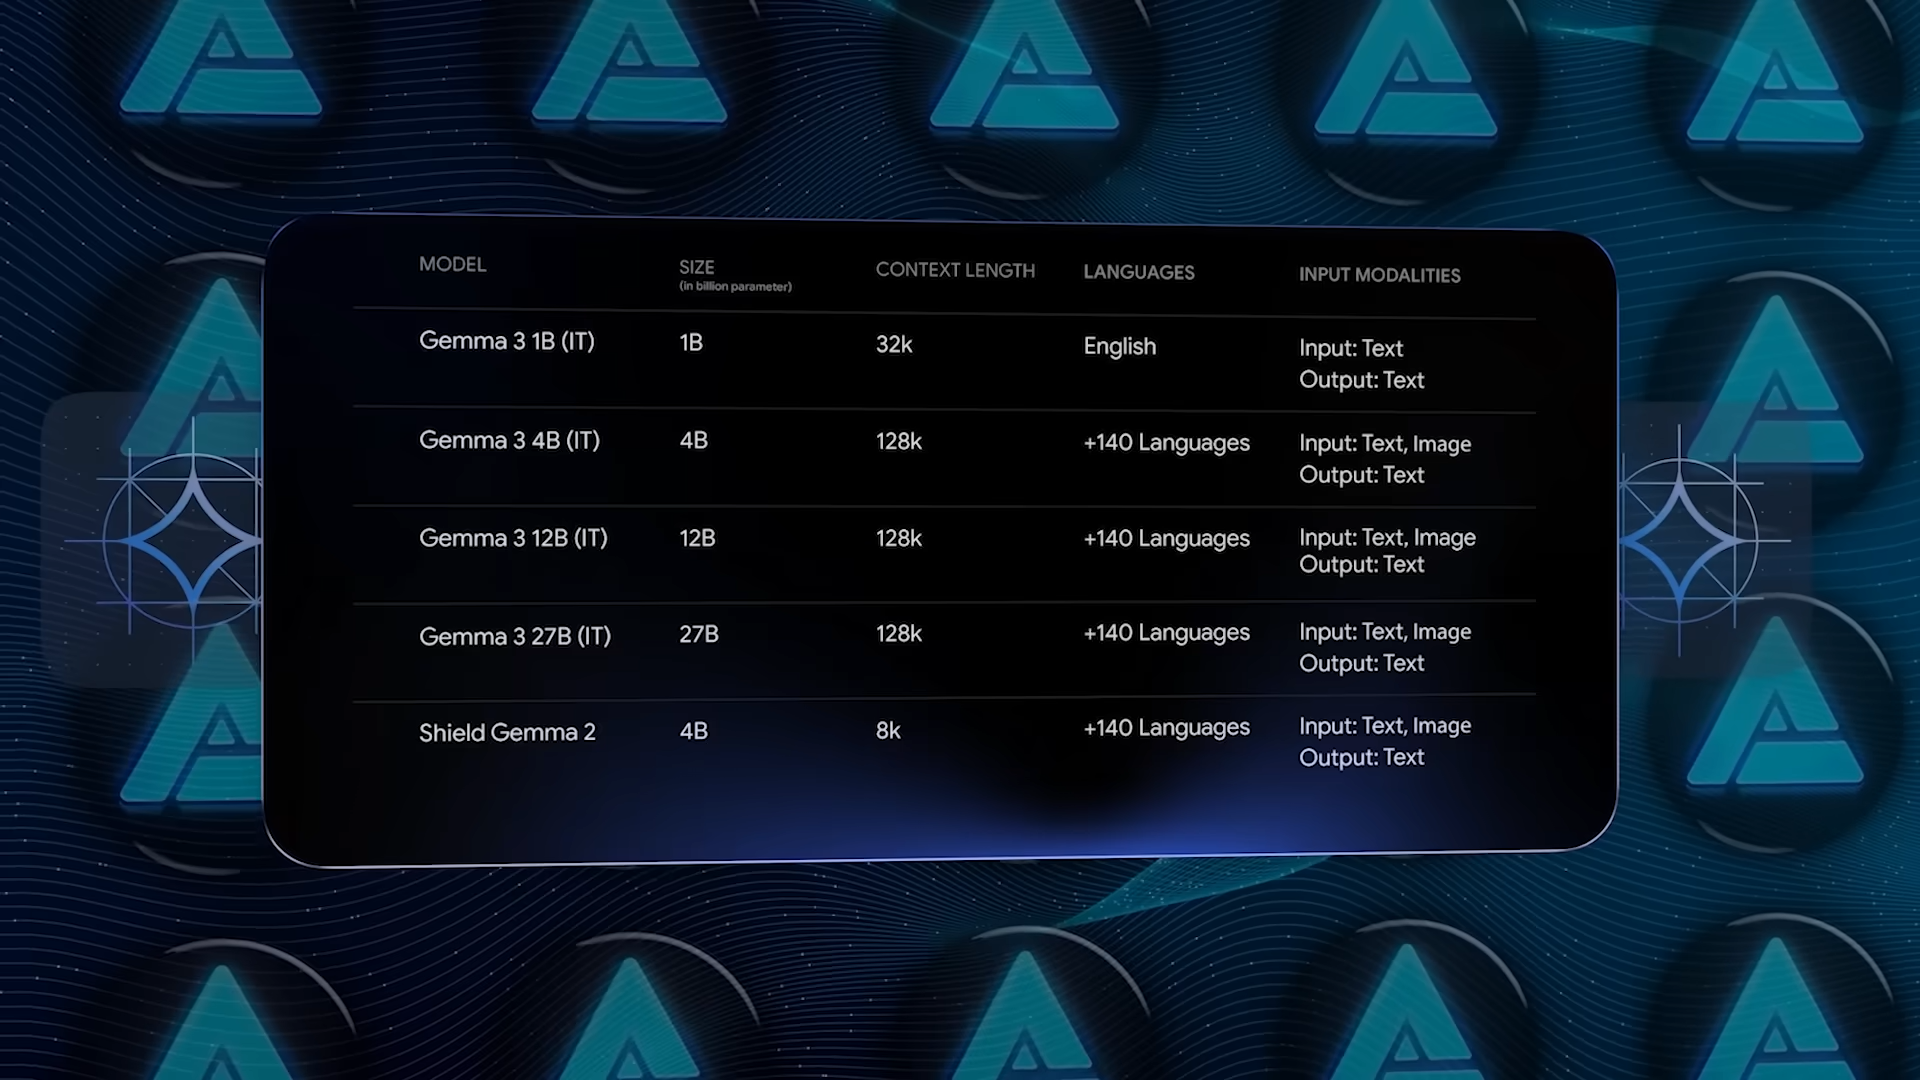 MODEL SIZE CONTEXT LENGTH LANGUAGES INPUT MODALITIES
(in billion parameter)
Gemma 3 1B (IT) 1B 32k English Input: Text
Output: Text
Gemma 3 4B (IT) 4B 128k +140 Languages Input: Text, Image
Output: Text
Gemma 3 12B (IT) 12B 128k +140 Languages Input: Text, Image
Output: Text
Gemma 3 27B (IT) 27B 128k +140 Languages Input: Text, Image
Output: Text
Shield Gemma 2 4B 8k +140 Languages Input: Text, Image
Output: Text